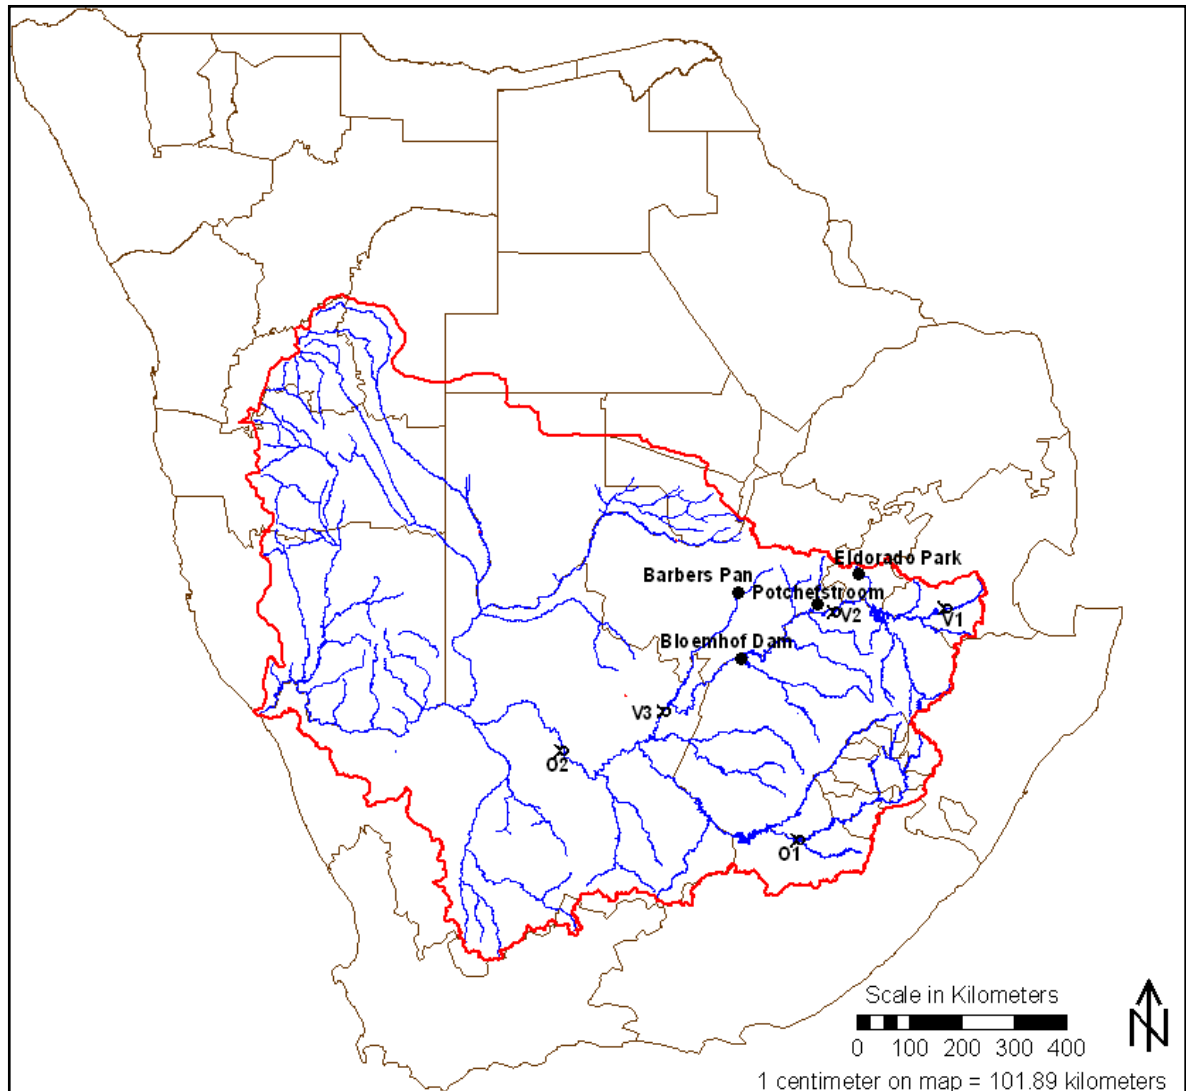 Eldorado Park
Barbers Pan
Potchefstroom
V2
V1
Bloemhof Dam
V3
O2
O1
Scale in Kilometers
0 100 200 300 400
N
1 centimeter on map = 101.89 kilometers